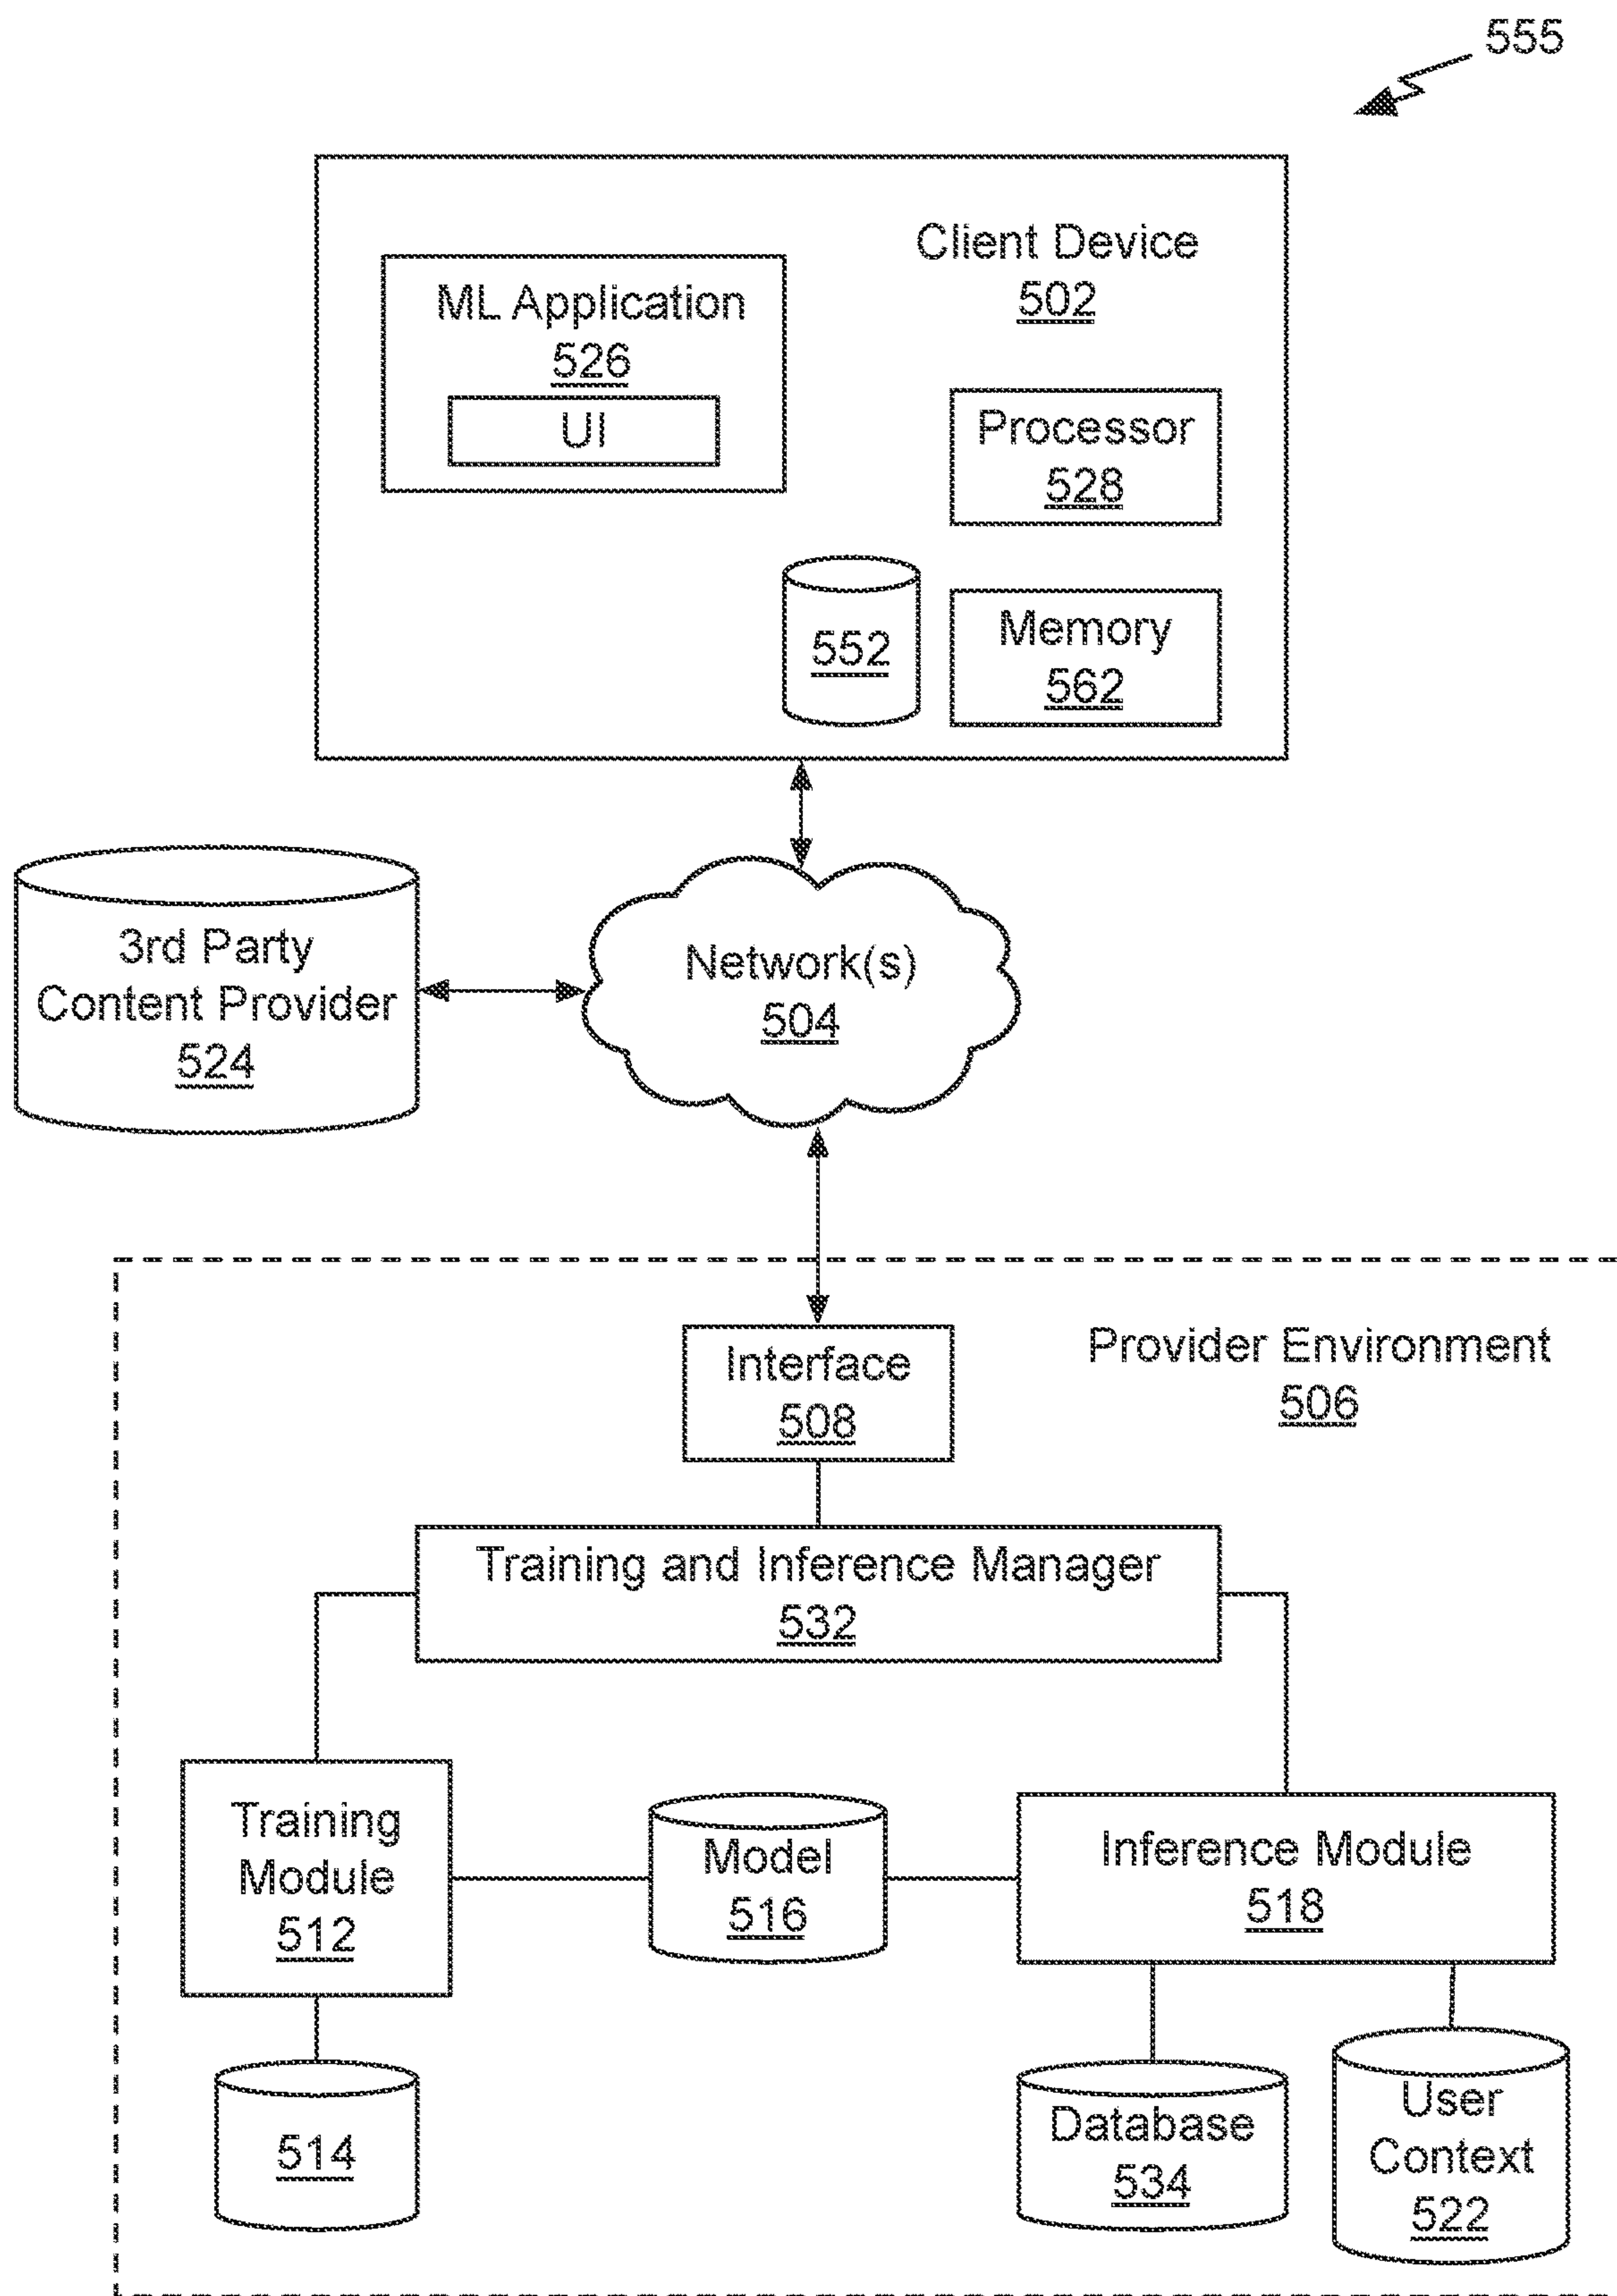 555
Client Device
502
ML Application
526
UI
Processor
528
552
Memory
562
3rd Party
Content Provider
524
Network(s)
504
Provider Environment
506
Interface
508
Training and Inference Manager
532
Training
Module
512
Model
516
Inference Module
518
514
Database
534
User
Context
522